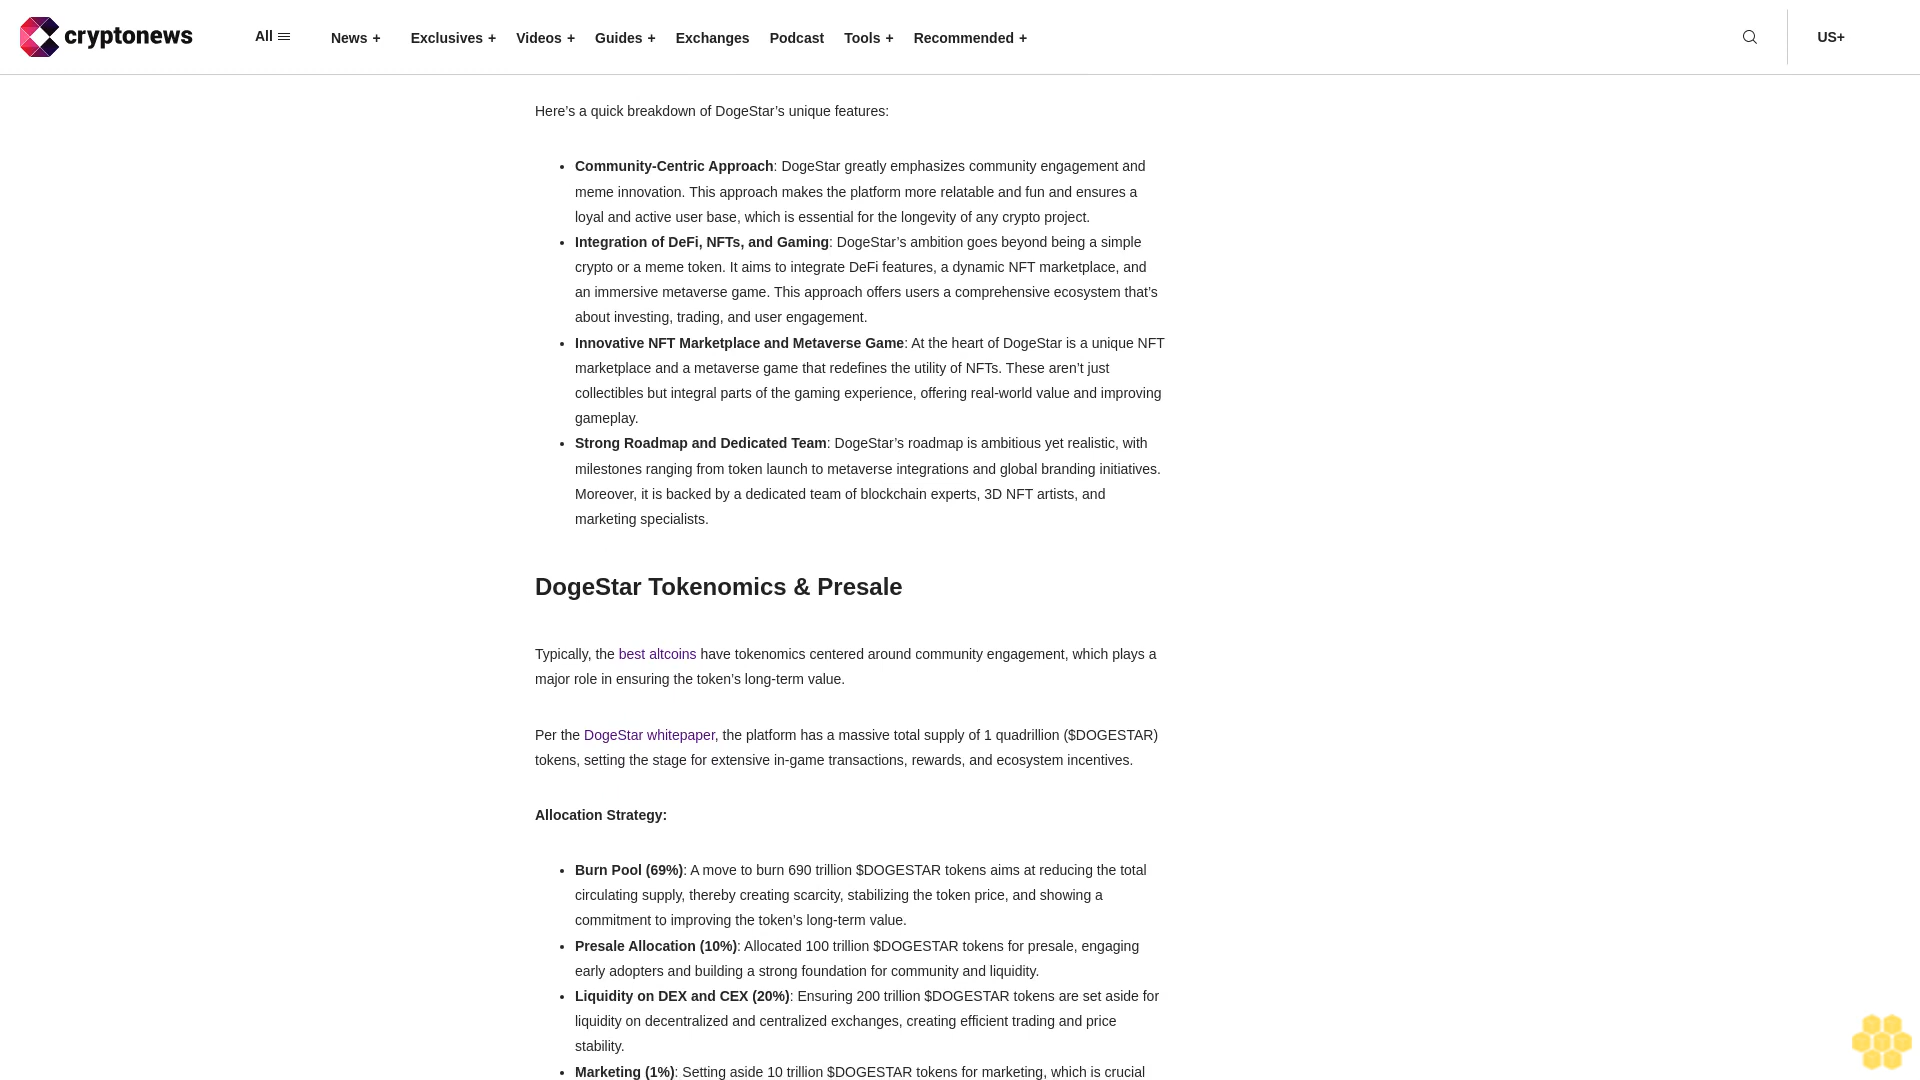 cryptonews
All
News +
Exclusives +
Videos +
Guides +
Exchanges
Podcast
Tools +
Recommended +
US+
Here’s a quick breakdown of DogeStar’s unique features:
• Community-Centric Approach: DogeStar greatly emphasizes community engagement and
meme innovation. This approach makes the platform more relatable and fun and ensures a
loyal and active user base, which is essential for the longevity of any crypto project.
• Integration of DeFi, NFTs, and Gaming: DogeStar’s ambition goes beyond being a simple
crypto or a meme token. It aims to integrate DeFi features, a dynamic NFT marketplace, and
an immersive metaverse game. This approach offers users a comprehensive ecosystem that’s
about investing, trading, and user engagement.
• Innovative NFT Marketplace and Metaverse Game: At the heart of DogeStar is a unique NFT
marketplace and a metaverse game that redefines the utility of NFTs. These aren’t just
collectibles but integral parts of the gaming experience, offering real-world value and improving
gameplay.
• Strong Roadmap and Dedicated Team: DogeStar’s roadmap is ambitious yet realistic, with
milestones ranging from token launch to metaverse integrations and global branding initiatives.
Moreover, it is backed by a dedicated team of blockchain experts, 3D NFT artists, and
marketing specialists.
DogeStar Tokenomics & Presale
Typically, the best altcoins have tokenomics centered around community engagement, which plays a
major role in ensuring the token’s long-term value.
Per the DogeStar whitepaper, the platform has a massive total supply of 1 quadrillion ($DOGESTAR)
tokens, setting the stage for extensive in-game transactions, rewards, and ecosystem incentives.
Allocation Strategy:
• Burn Pool (69%): A move to burn 690 trillion $DOGESTAR tokens aims at reducing the total
circulating supply, thereby creating scarcity, stabilizing the token price, and showing a
commitment to improving the token’s long-term value.
• Presale Allocation (10%): Allocated 100 trillion $DOGESTAR tokens for presale, engaging
early adopters and building a strong foundation for community and liquidity.
• Liquidity on DEX and CEX (20%): Ensuring 200 trillion $DOGESTAR tokens are set aside for
liquidity on decentralized and centralized exchanges, creating efficient trading and price
stability.
• Marketing (1%): Setting aside 10 trillion $DOGESTAR tokens for marketing, which is crucial